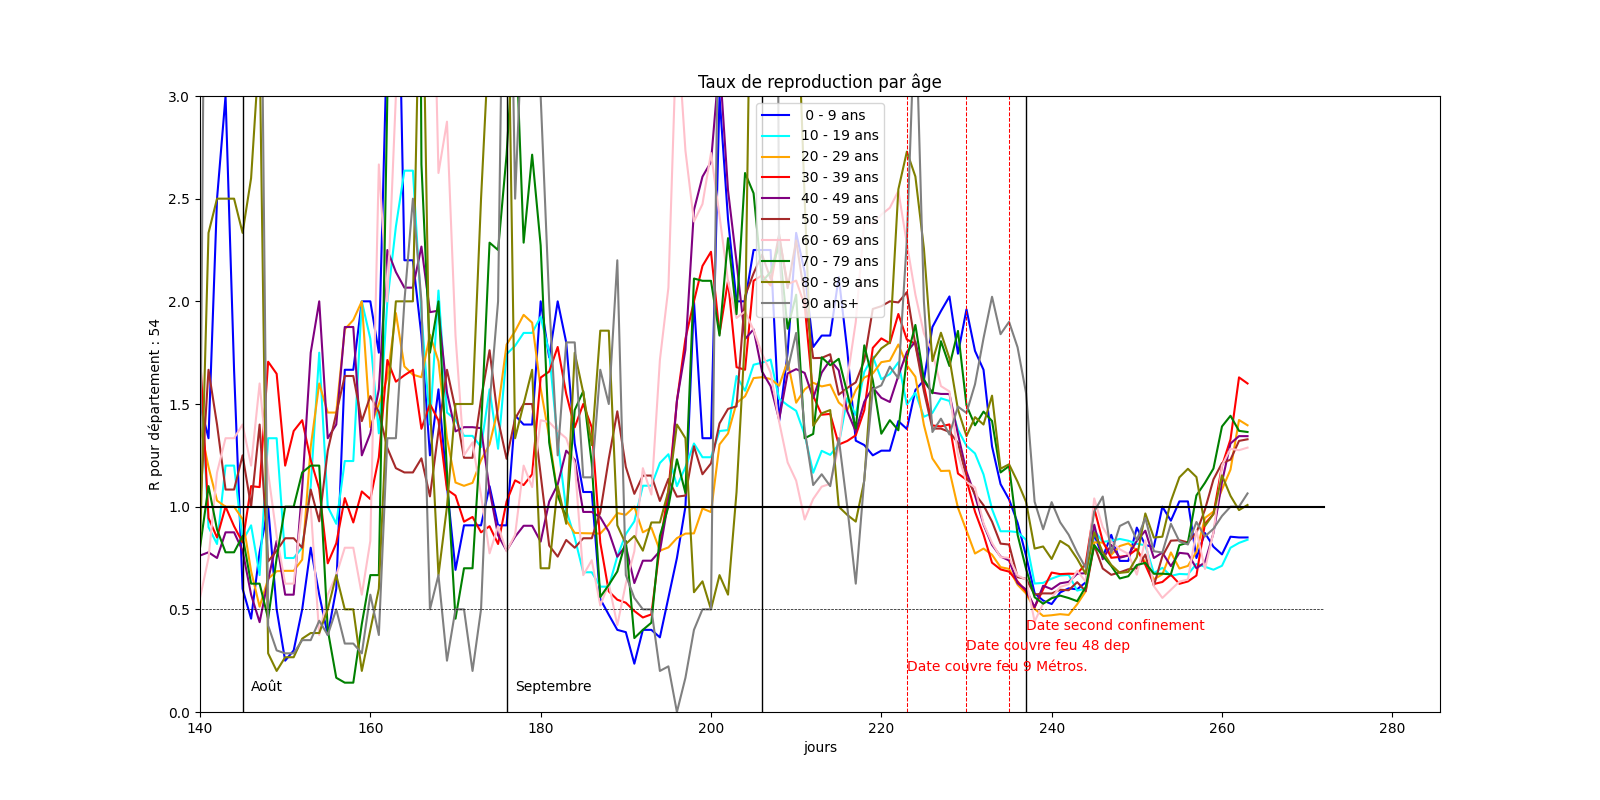 Taux de reproduction par âge
R pour département : 54
3.0
2.5
2.0
1.5
1.0
0.5
0.0
0 - 9 ans
10 - 19 ans
20 - 29 ans
30 - 39 ans
40 - 49 ans
50 - 59 ans
60 - 69 ans
70 - 79 ans
80 - 89 ans
90 ans+
Date second confinement
Date couvre feu 48 dep
Date couvre feu 9 Métros.
Août
Septembre
140
160
180
200
220
240
260
280
jours